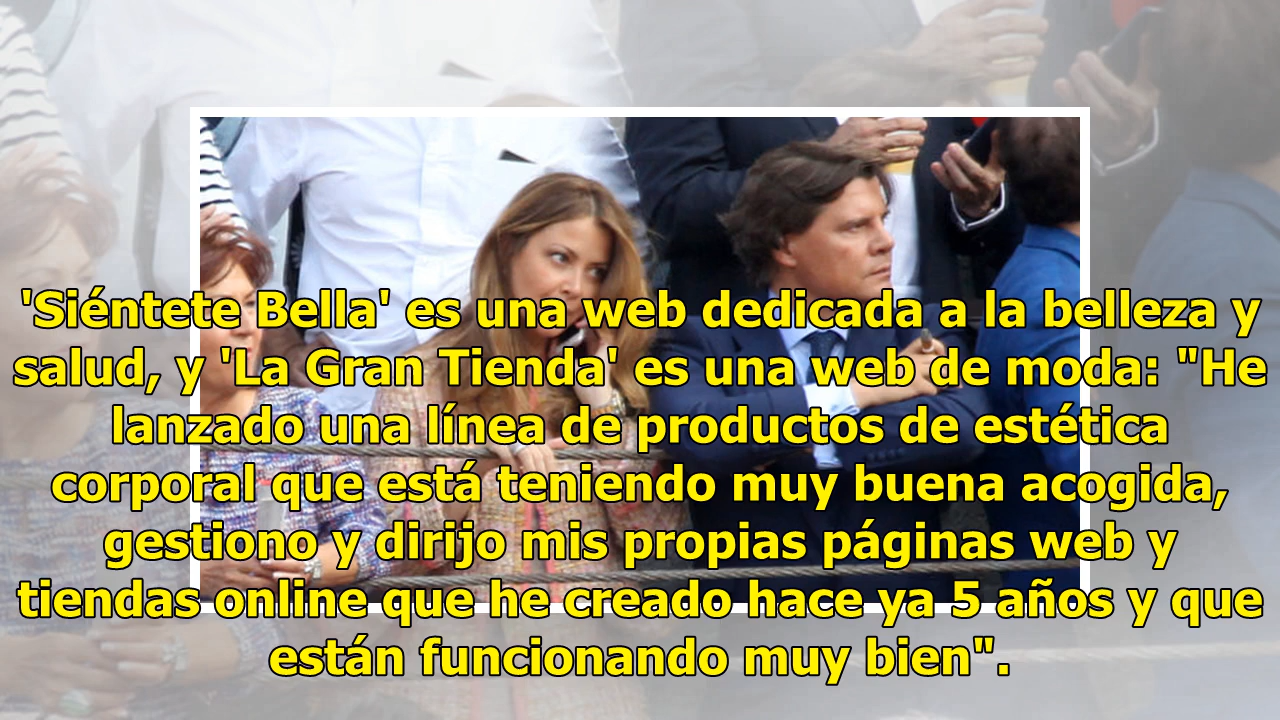 'Siéntete Bella' es una web dedicada a la belleza y
salud, y 'La Gran Tienda' es una web de moda: "He
lanzado una línea de productos de estética
corporal que está teniendo muy buena acogida,
gestiono y dirijo mis propias páginas web y
tiendas online que he creado hace ya 5 años y que
están funcionando muy bien".